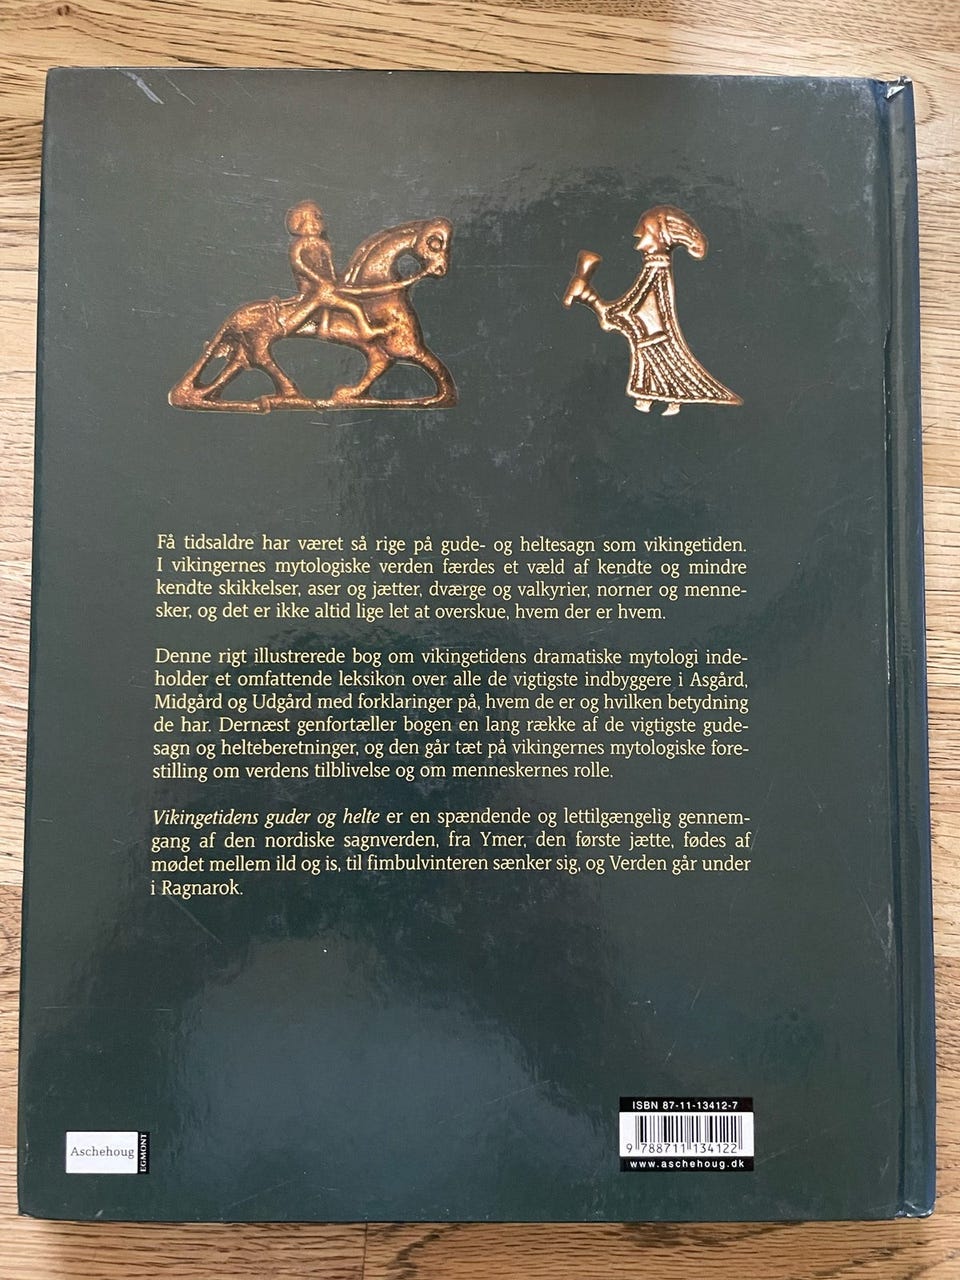 Få tidsaldre har været så rige på gude- og heltesagn som vikingetiden.
I vikingernes mytologiske verden færdes et væld af kendte og mindre
kendte skikkelser, aser og jætter, dværge og valkyrier, norner og menne-
sker, og det er ikke altid lige let at overskue, hvem der er hvem.
Denne rigt illustrerede bog om vikingetidens dramatiske mytologi inde-
holder et omfattende leksikon over alle de vigtigste indbyggere i Asgård,
Midgård og Udgård med forklaringer på, hvem de er og hvilken betydning
de har. Dernæst genfortæller bogen en lang række af de vigtigste gude-
sagn og helteberetninger, og den går tæt på vikingernes mytologiske fore-
stilling om verdens tilblivelse og om menneskernes rolle.
Vikingetidens guder og helte er en spændende og lettilgængelig gennem-
gang af den nordiske sagnverden, fra Ymer, den første jætte, fødes af
mødet mellem ild og is, til fimbulvinteren sænker sig, og Verden går under
i Ragnarok.
ISBN 87-11-13412-7
9 788711 134122
www.aschehoug.dk
Aschehoug
EGMONT